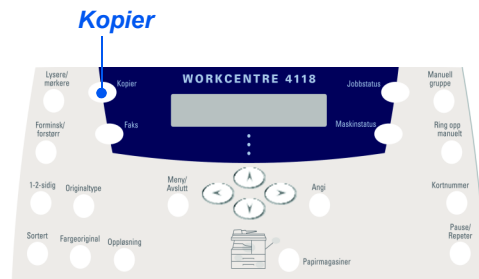 Kopier
Lysere/
mørkere
Kopier
WORKCENTRE 4118
Jobbstatus
Manuell
gruppe
Forminsk/
forstørr
Faks
Maskinstatus
Ring opp
manuelt
1-2-sidig
Originaltype
Meny/
Avslutt
Angi
Kortnummer
Sortert
Fargeoriginal
Oppløsning
Papirmagasiner
Pause/
Repeter